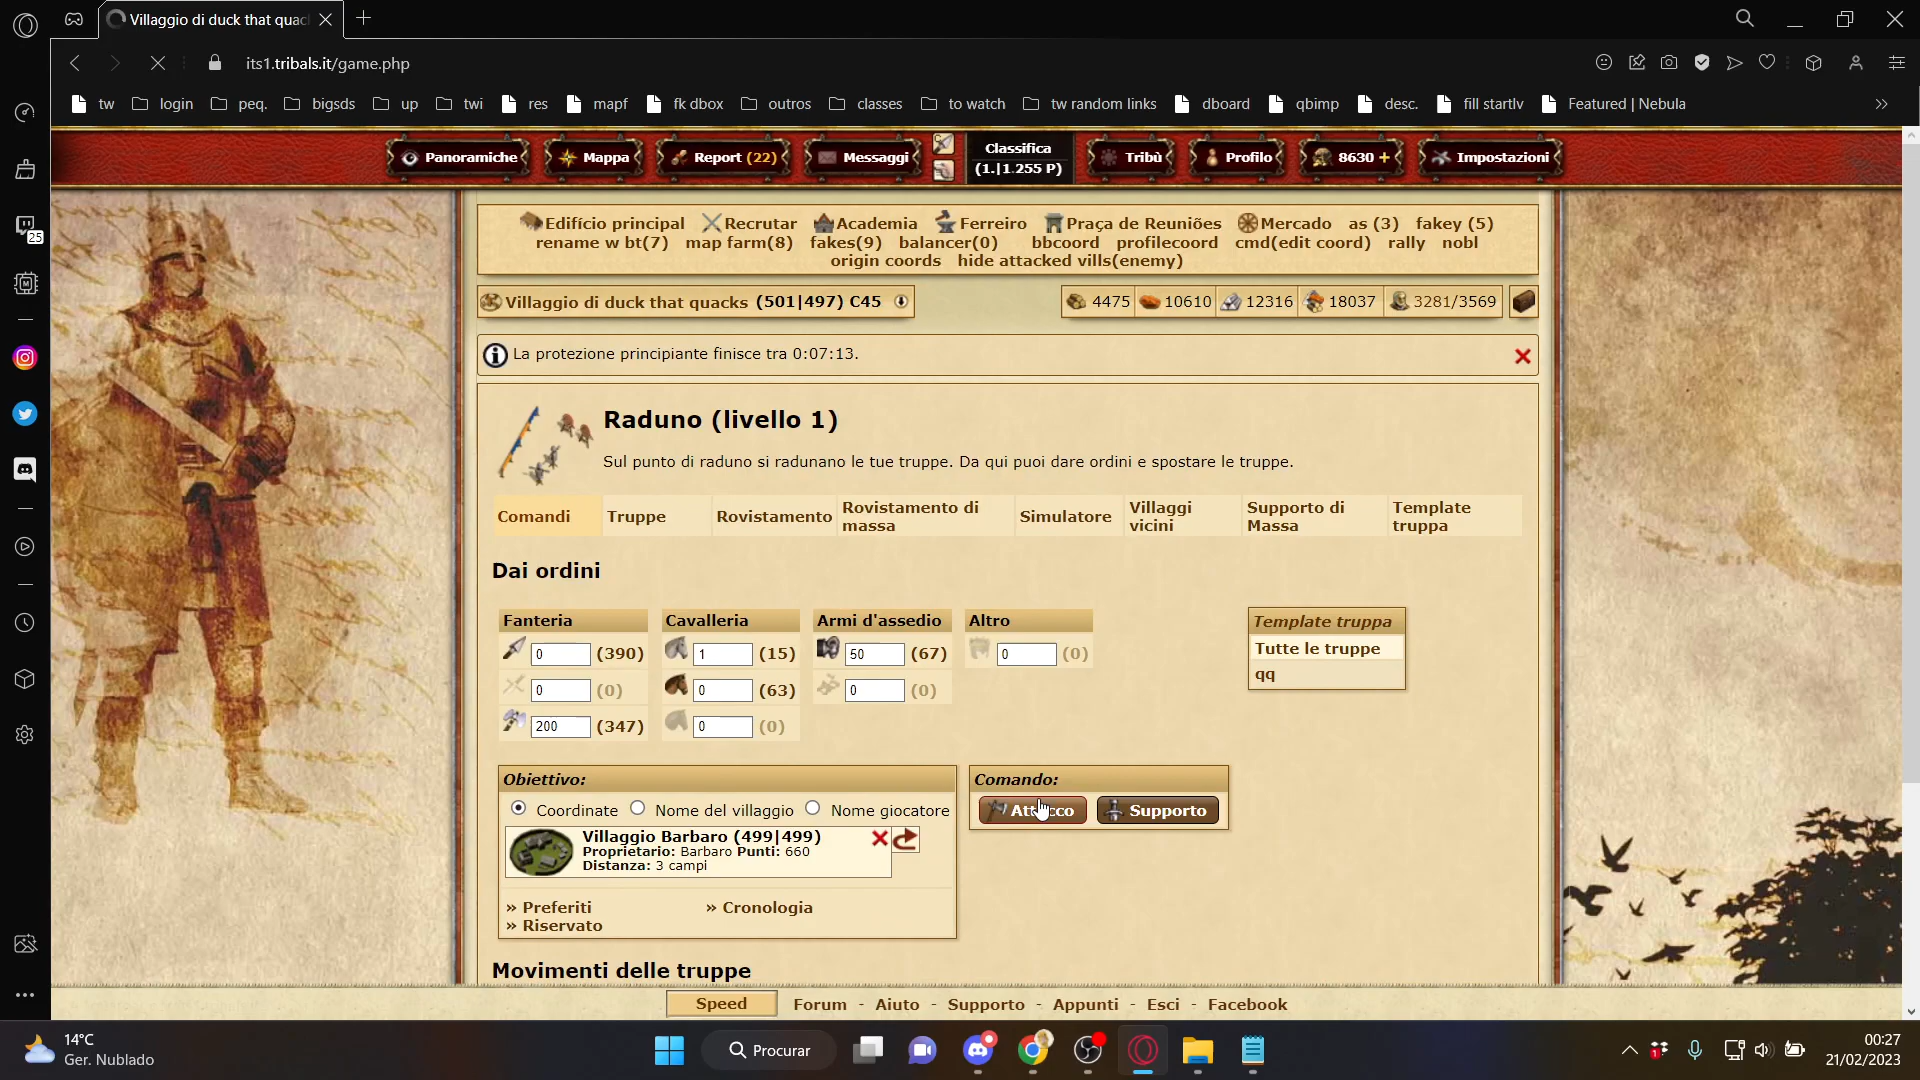 Villaggio di duck that quac
its1.tribals.it/game.php
tw login peq. bigsds up twi res mapf fk dbox outros classes to watch tw random links dboard qbimp desc. fill startlv Featured | Nebula
Panoramiche Mappa Report (22) Messaggi Classifica (1.|1.255 P) Tribù Profilo 8630 + Impostazioni
25
Edifício principal Recrutar Academia Ferreiro Praça de Reuniões Mercado as (3) fakey (5)
rename w bt(7) map farm(8) fakes(9) balancer(0) bbcoord profilecoord cmd(edit coord) rally nobl
origin coords hide attacked vills(enemy)
Villaggio di duck that quacks (501|497) C45 4475 10610 12316 18037 3281/3569
La protezione principiante finisce tra 0:07:13.
Raduno (livello 1)
Sul punto di raduno si radunano le tue truppe. Da qui puoi dare ordini e spostare le truppe.
Comandi Truppe Rovistamento Rovistamento di massa Simulatore Villaggi vicini Supporto di Massa Template truppa
Dai ordini
Fanteria Cavalleria Armi d'assedio Altro Template truppa
0 (390) 1 (15) 50 (67) 0 (0) Tutte le truppe
0 (0) 0 (63) 0 (0) qq
200 (347) 0 (0)
Obiettivo: Comando:
Coordinate Nome del villaggio Nome giocatore Attacco Supporto
Villaggio Barbaro (499|499)
Proprietario: Barbaro Punti: 660
Distanza: 3 campi
» Preferiti » Cronologia
» Riservato
Movimenti delle truppe
Speed Forum - Aiuto - Supporto - Appunti - Esci - Facebook
14°C
Ger. Nublado
Procurar
1
00:27
21/02/2023